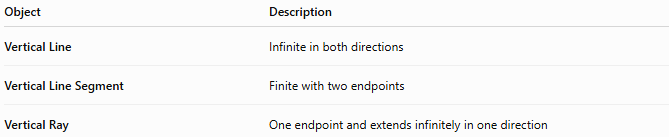 Object Description
Vertical Line Infinite in both directions
Vertical Line Segment Finite with two endpoints
Vertical Ray One endpoint and extends infinitely in one direction